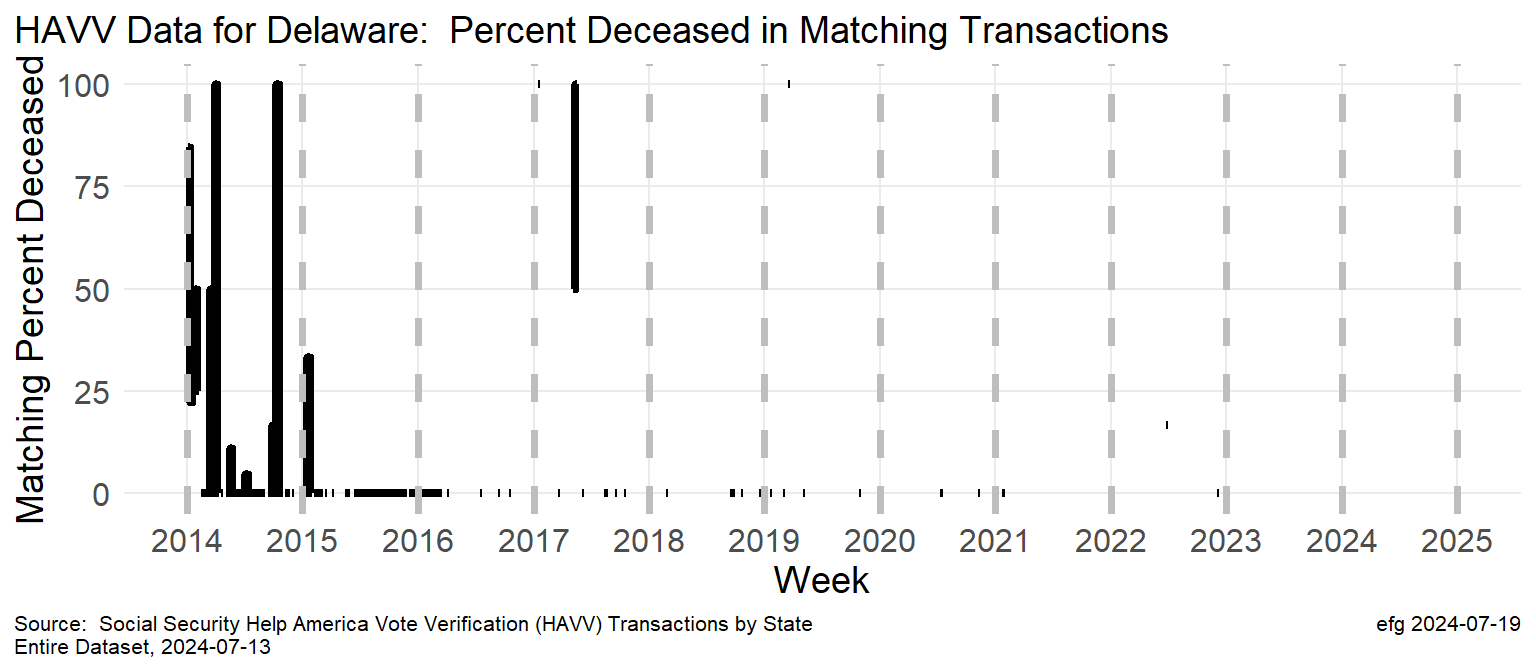 HAVV Data for Delaware:  Percent Deceased in Matching Transactions
Matching Percent Deceased
100
75
50
25
0
2014 2015 2016 2017 2018 2019 2020 2021 2022 2023 2024 2025
Week
Source:  Social Security Help America Vote Verification (HAVV) Transactions by State
Entire Dataset, 2024-07-13
efg 2024-07-19